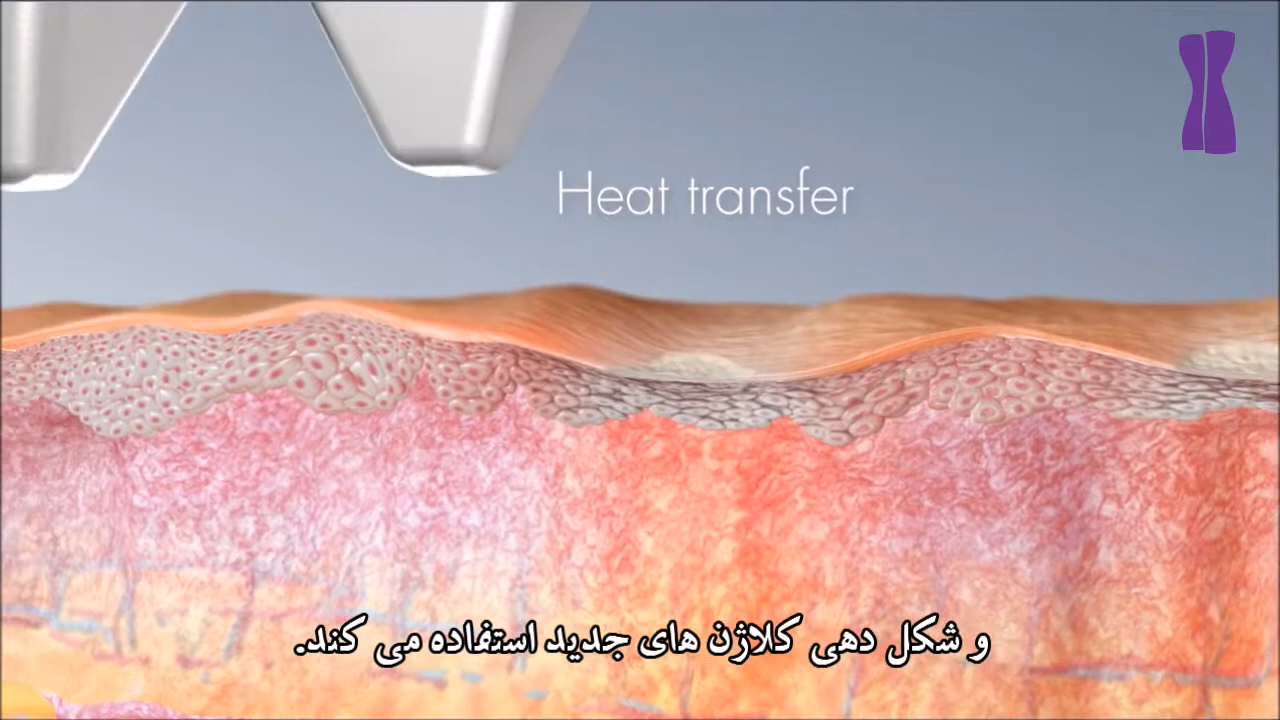 Heat transfer
و شکل دهی کلاژن های جدید استفاده می کند.